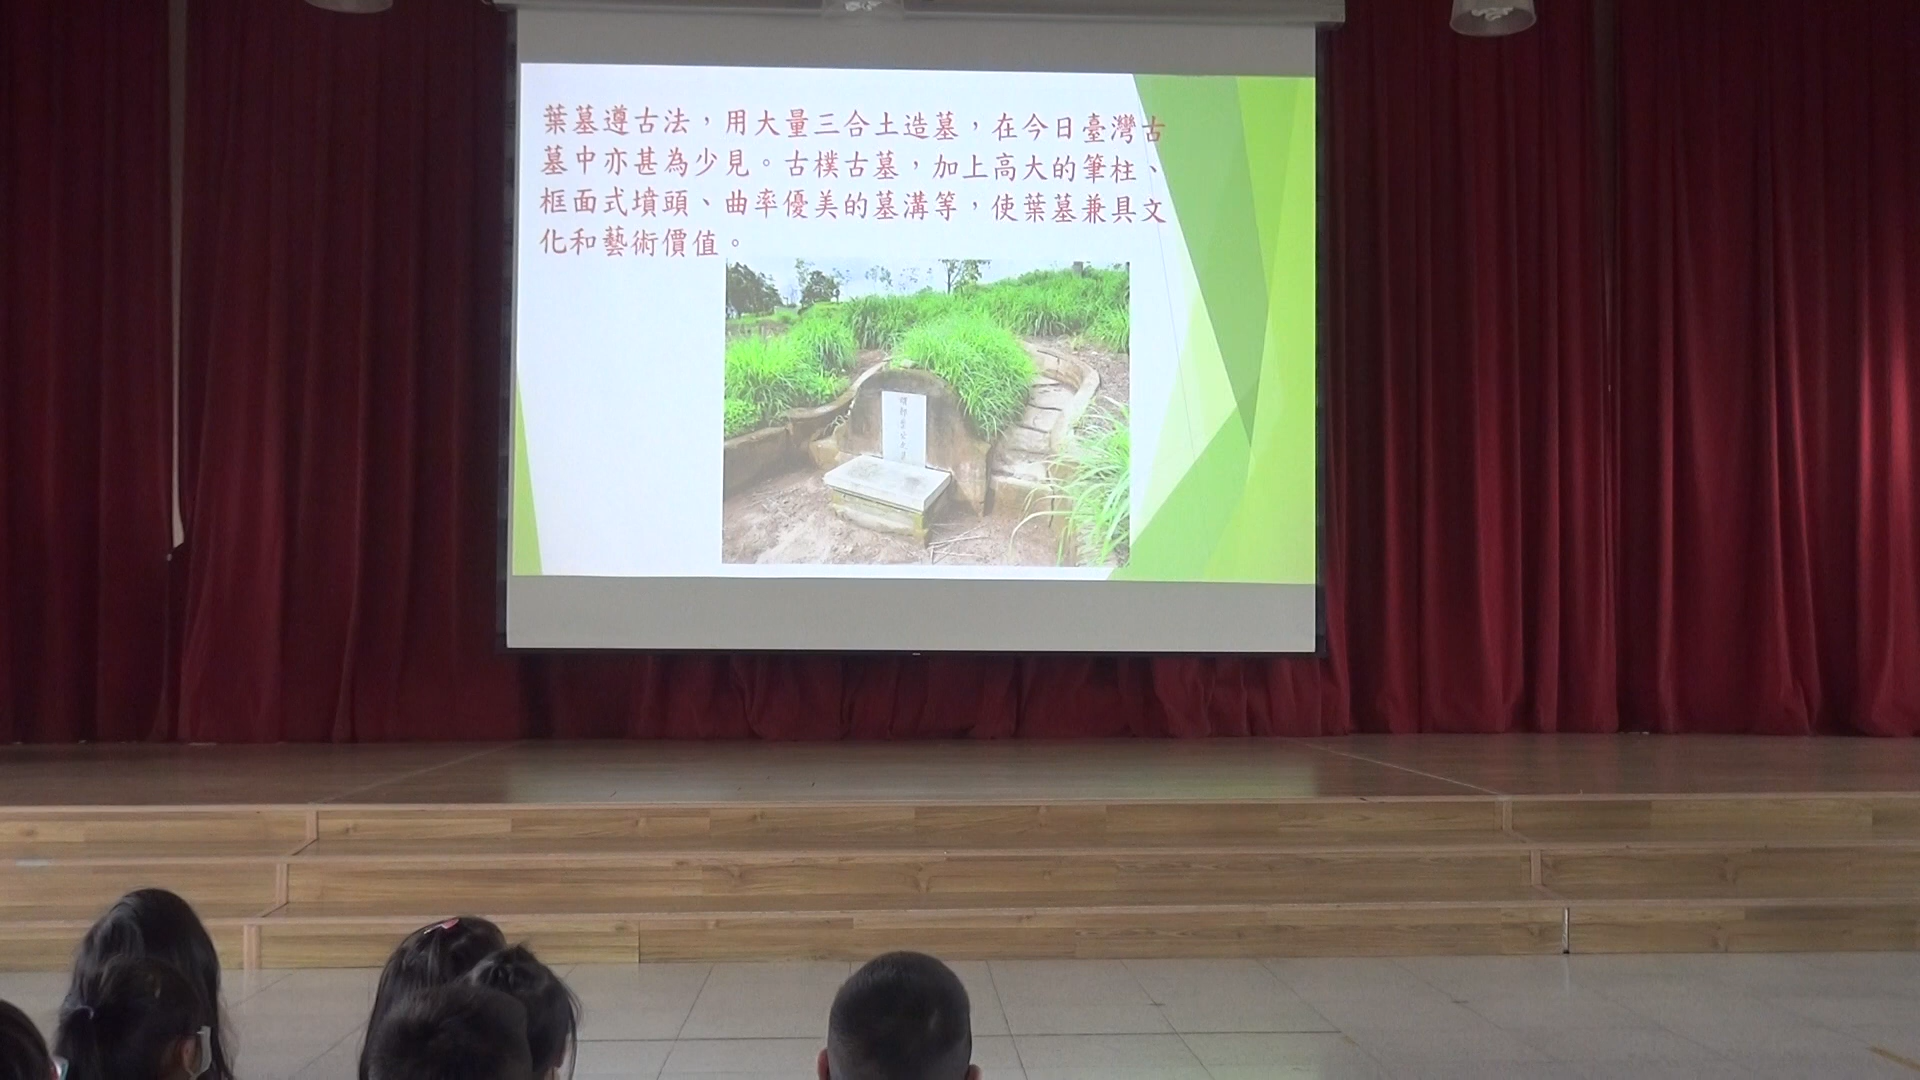 葉墓遵古法，用大量三合土造墓，在今日臺灣古
墓中亦甚為少見。古樸古墓，加上高大的筆柱、
框面式墳頭、曲率優美的墓溝等，使葉墓兼具文
化和藝術價值。